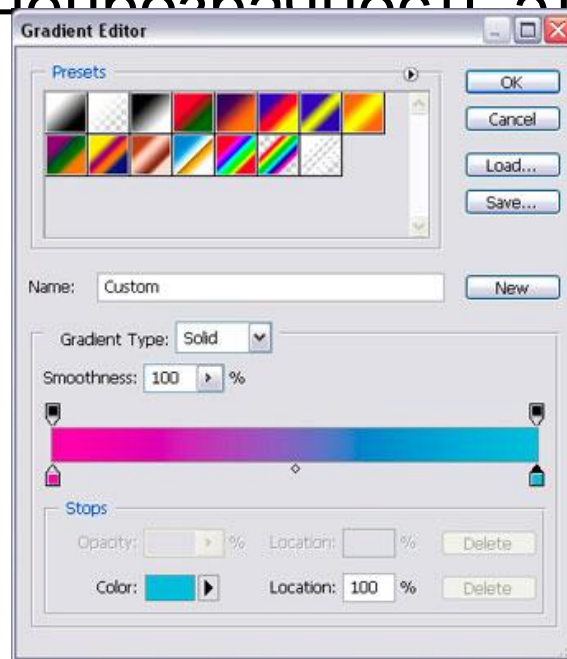 Gradient Editor
Presets
OK
Cancel
Load...
Save...
Name: Custom
New
Gradient Type: Solid
Smoothness: 100 %
Stops
Opacity: % Location: % Delete
Color: Location: 100 % Delete